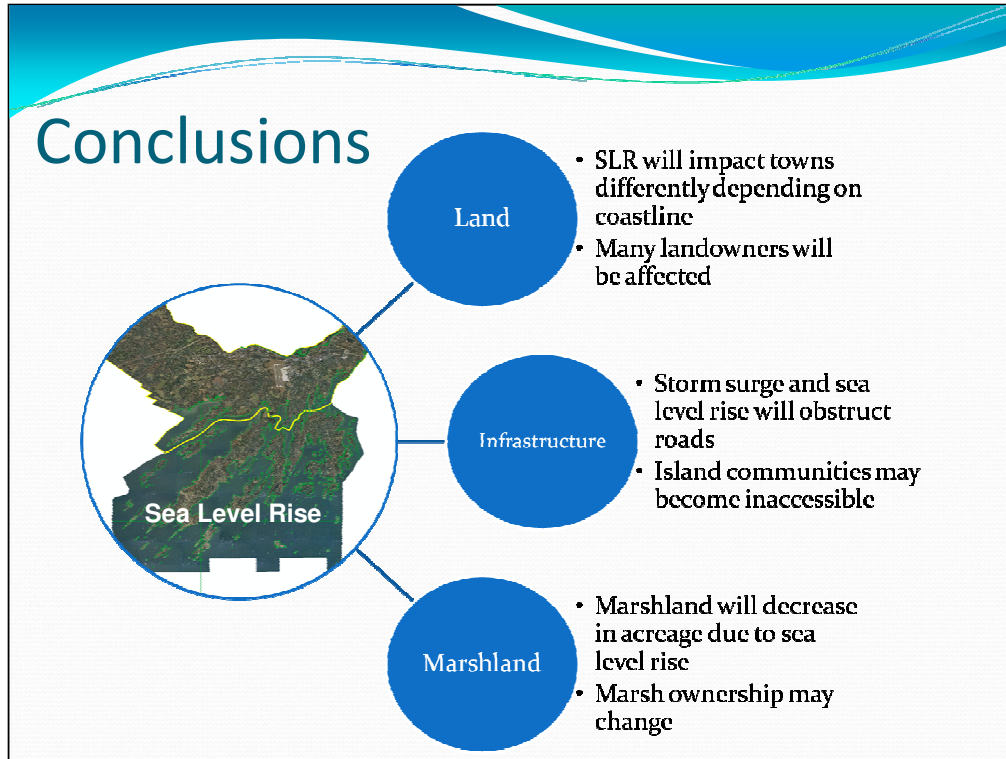 Conclusions
Land
• SLR will impact towns
differently depending on
coastline
• Many landowners will
be affected
Sea Level Rise
Infrastructure
• Storm surge and sea
level rise will obstruct
roads
• Island communities may
become inaccessible
Marshland
• Marshland will decrease
in acreage due to sea
level rise
• Marsh ownership may
change